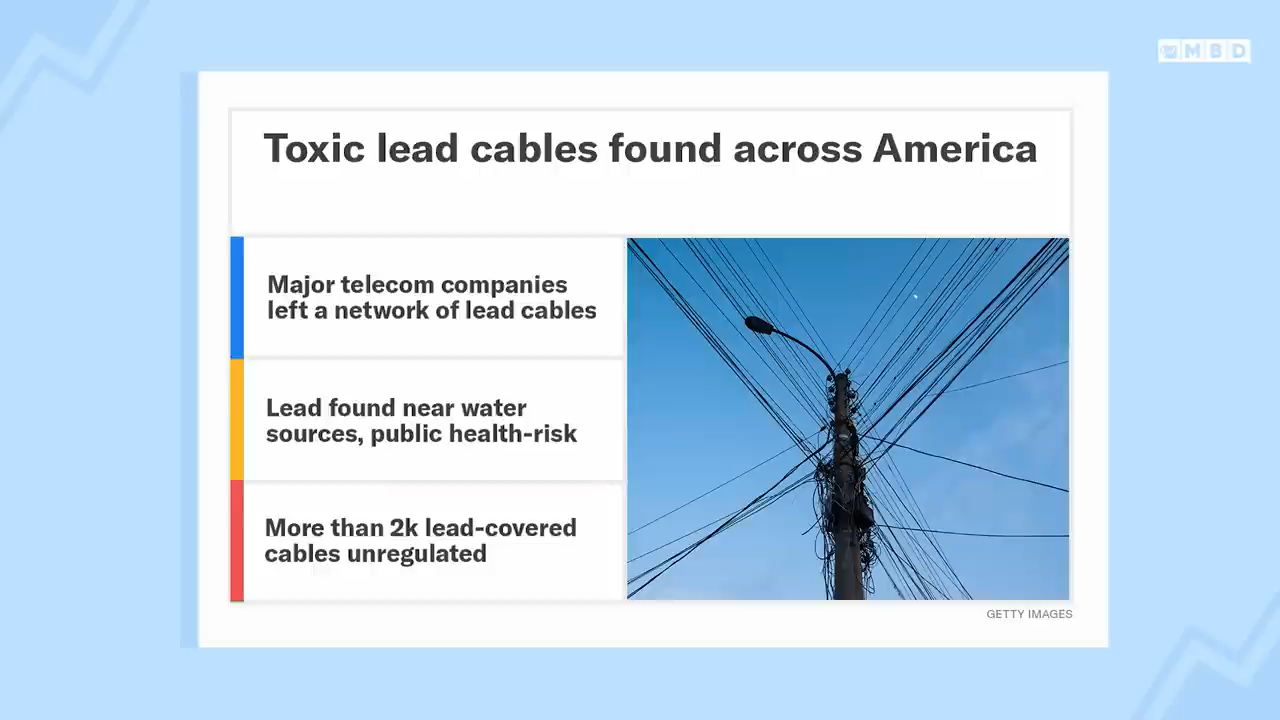 MBD
Toxic lead cables found across America
Major telecom companies
left a network of lead cables
Lead found near water
sources, public health-risk
More than 2k lead-covered
cables unregulated
GETTY IMAGES